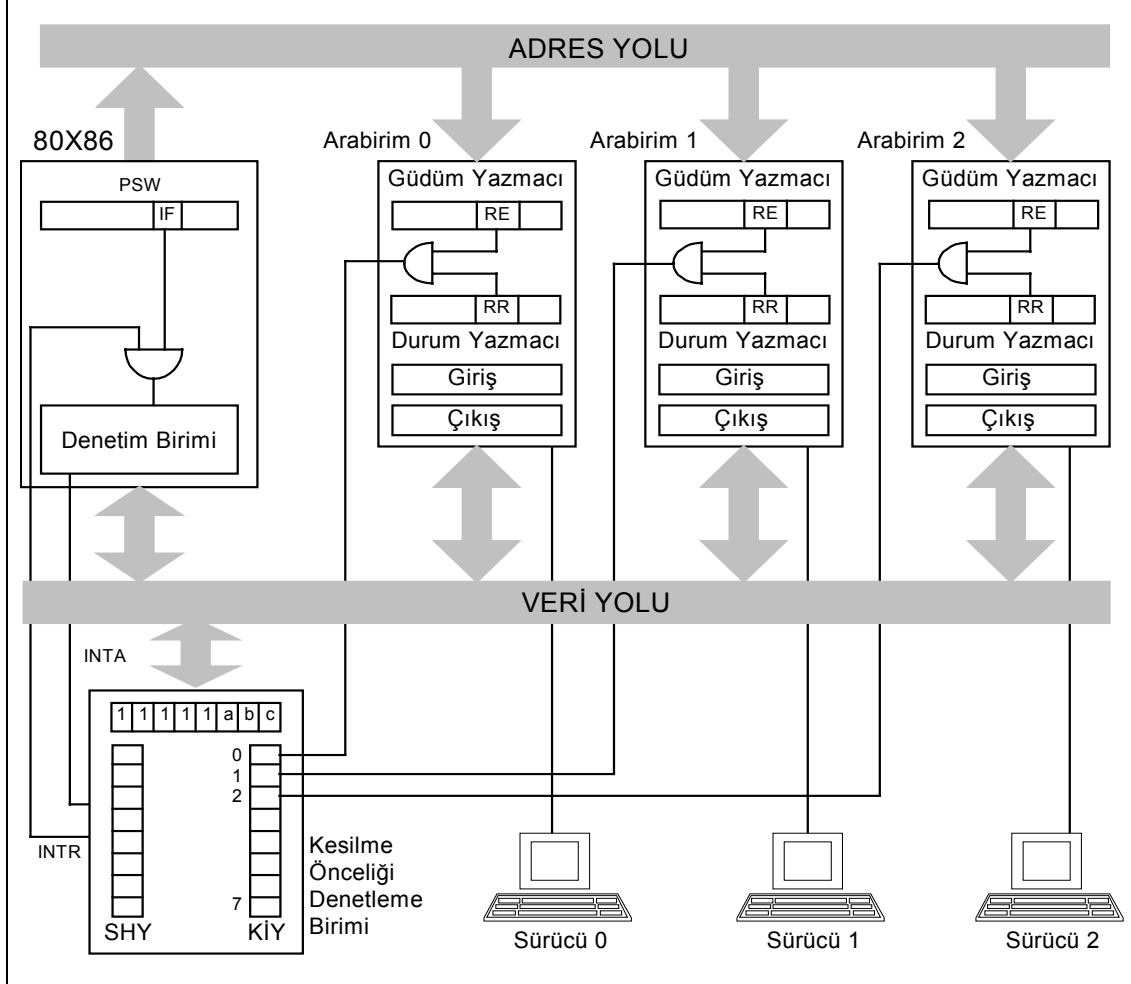 ADRES YOLU
80X86
Arabirim 0
Arabirim 1
Arabirim 2
PSW
IF
Denetim Birimi
Güdüm Yazmacı
RE
RR
Durum Yazmacı
Giriş
Çıkış
Güdüm Yazmacı
RE
RR
Durum Yazmacı
Giriş
Çıkış
Güdüm Yazmacı
RE
RR
Durum Yazmacı
Giriş
Çıkış
VERİ YOLU
INTA
1 1 1 1 1 a b c
0
1
2
7
INTR
SHY
KİY
Kesilme
Önceliği
Denetleme
Birimi
Sürücü 0
Sürücü 1
Sürücü 2